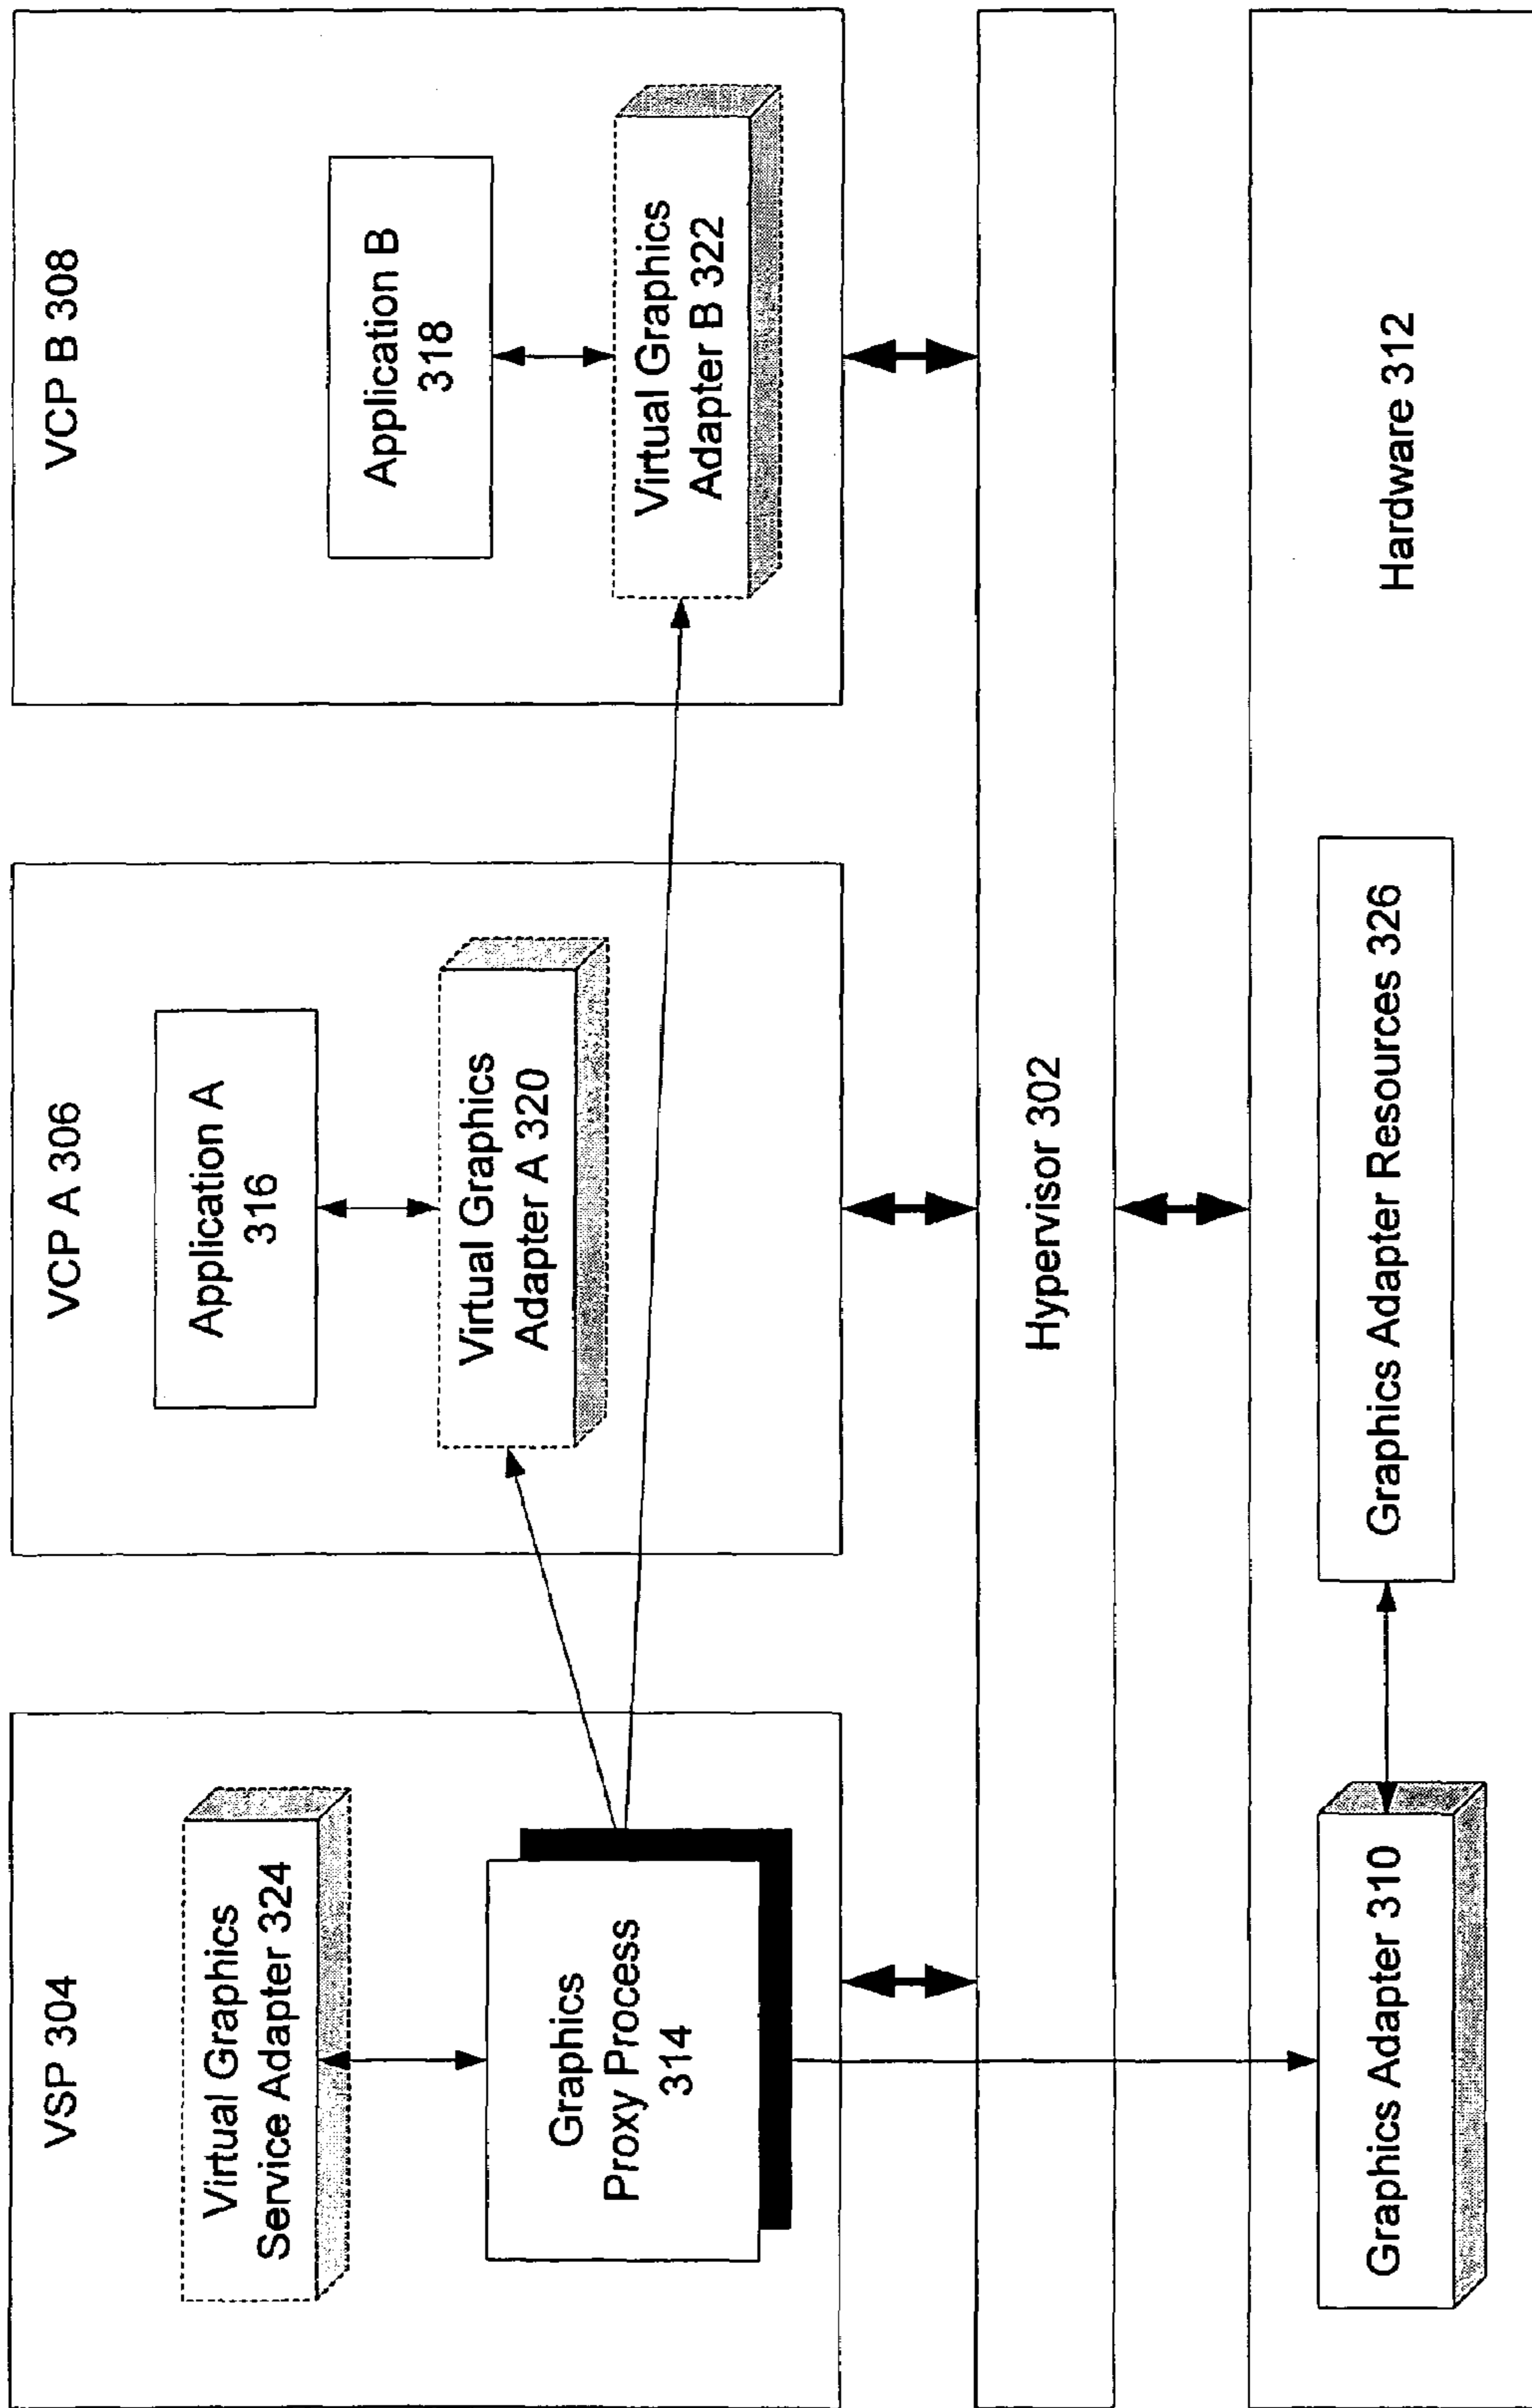 VSP 304
Virtual Graphics
Service Adapter 324
Graphics
Proxy Process
314
VCP A 306
Application A
316
Virtual Graphics
Adapter A 320
VCP B 308
Application B
318
Virtual Graphics
Adapter B 322
Hypervisor 302
Graphics Adapter 310
Graphics Adapter Resources 326
Hardware 312